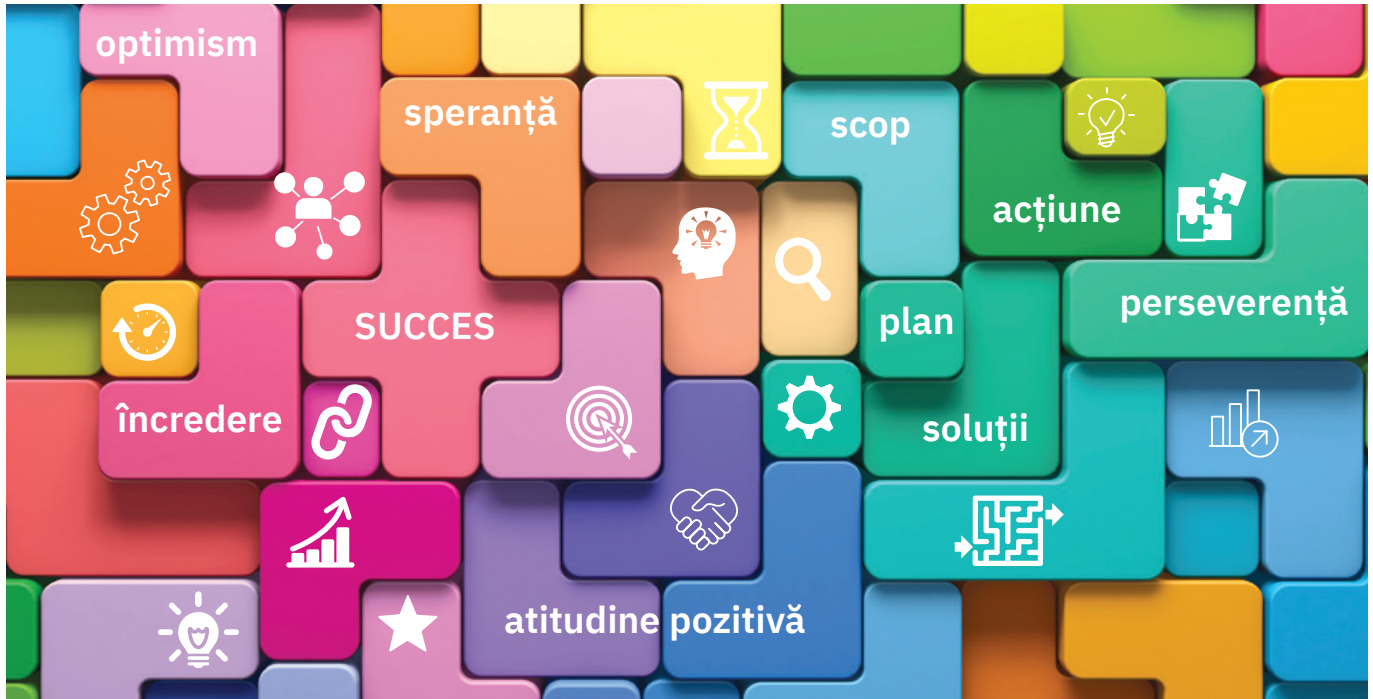 optimism
speranță
scop
acțiune
perseverență
SUCCES
plan
încredere
soluții
atitudine pozitivă